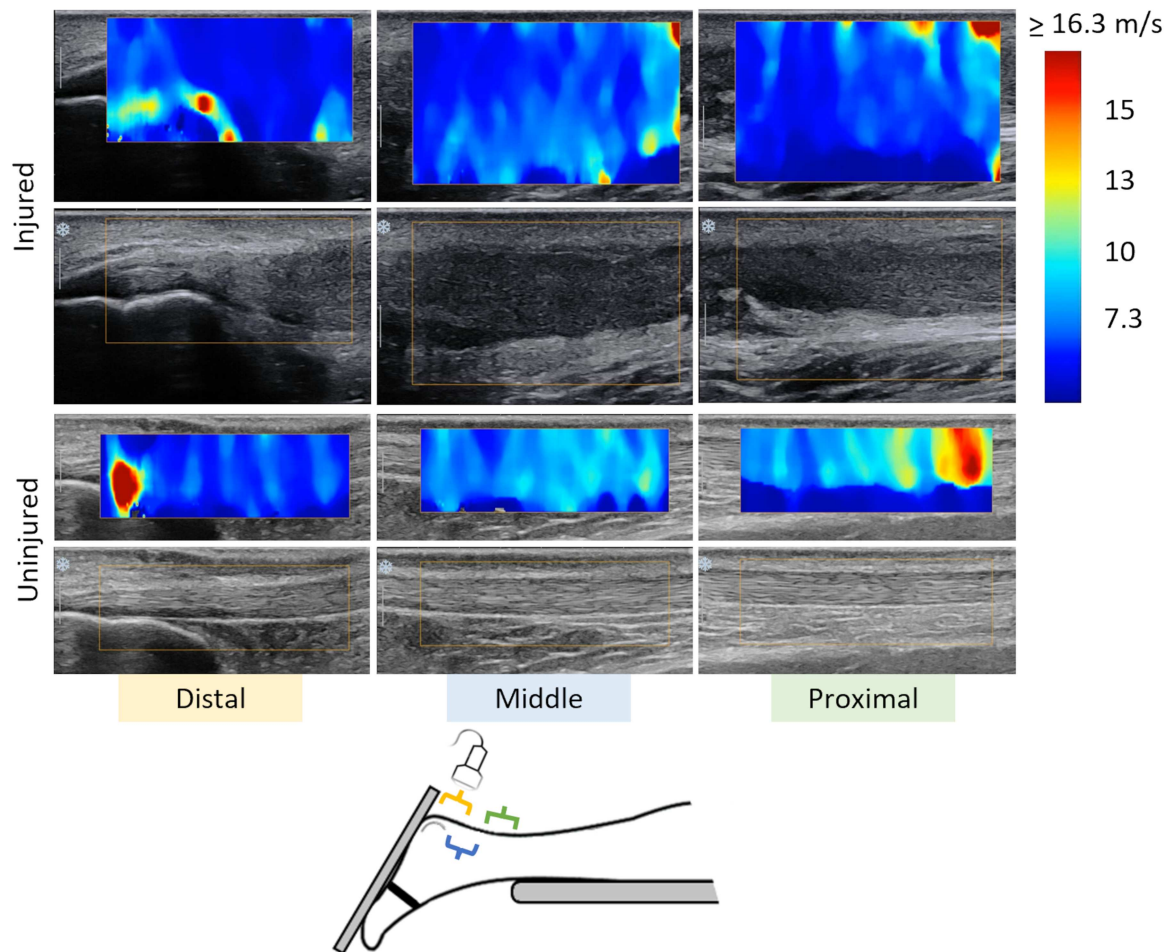 ≥ 16.3 m/s
15
13
10
7.3
Injured
Uninjured
Distal
Middle
Proximal